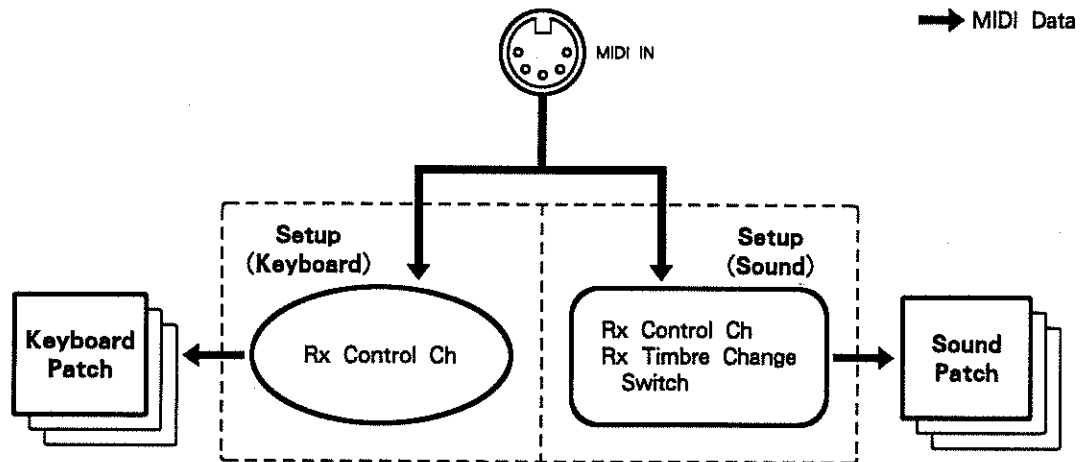 MIDI Data
MIDI IN
Setup
(Keyboard)
Setup
(Sound)
Keyboard
Patch
Rx Control Ch
Rx Control Ch
Rx Timbre Change
Switch
Sound
Patch